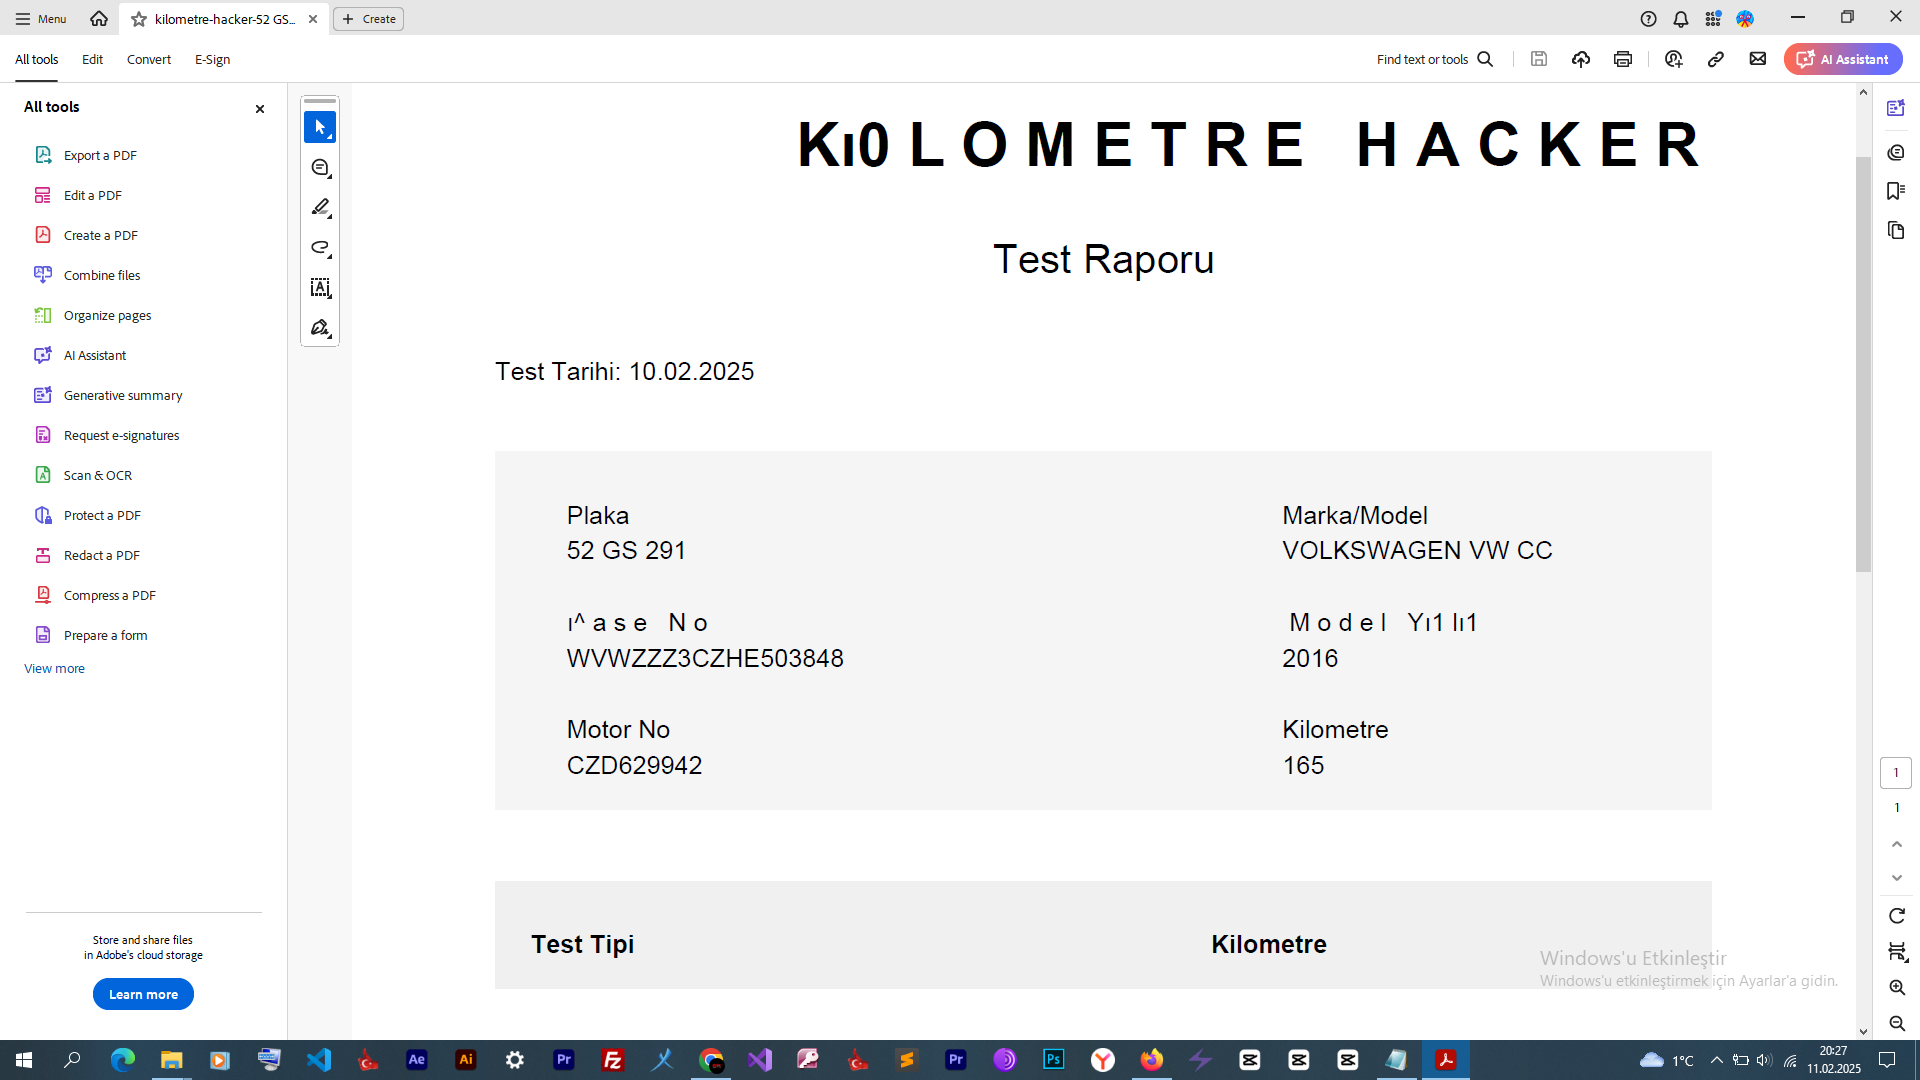 Menu
kilometre-hacker-52 GS...
Create
All tools
Edit
Convert
E-Sign
Find text or tools
AI Assistant
All tools
Export a PDF
Edit a PDF
Create a PDF
Combine files
Organize pages
AI Assistant
Generative summary
Request e-signatures
Scan & OCR
Protect a PDF
Redact a PDF
Compress a PDF
Prepare a form
View more
Store and share files
in Adobe's cloud storage
Learn more
Kı0 L O M E T R E   H A C K E R
Test Raporu
Test Tarihi: 10.02.2025
Plaka
52 GS 291
Marka/Model
VOLKSWAGEN VW CC
ı^ a s e   N o
WVWZZZ3CZHE503848
M o d e l   Yı1 lı1
2016
Motor No
CZD629942
Kilometre
165
Test Tipi
Kilometre
Windows'u Etkinleştir
Windows'u etkinleştirmek için Ayarlar'a gidin.
1
1
1°C
20:27
11.02.2025